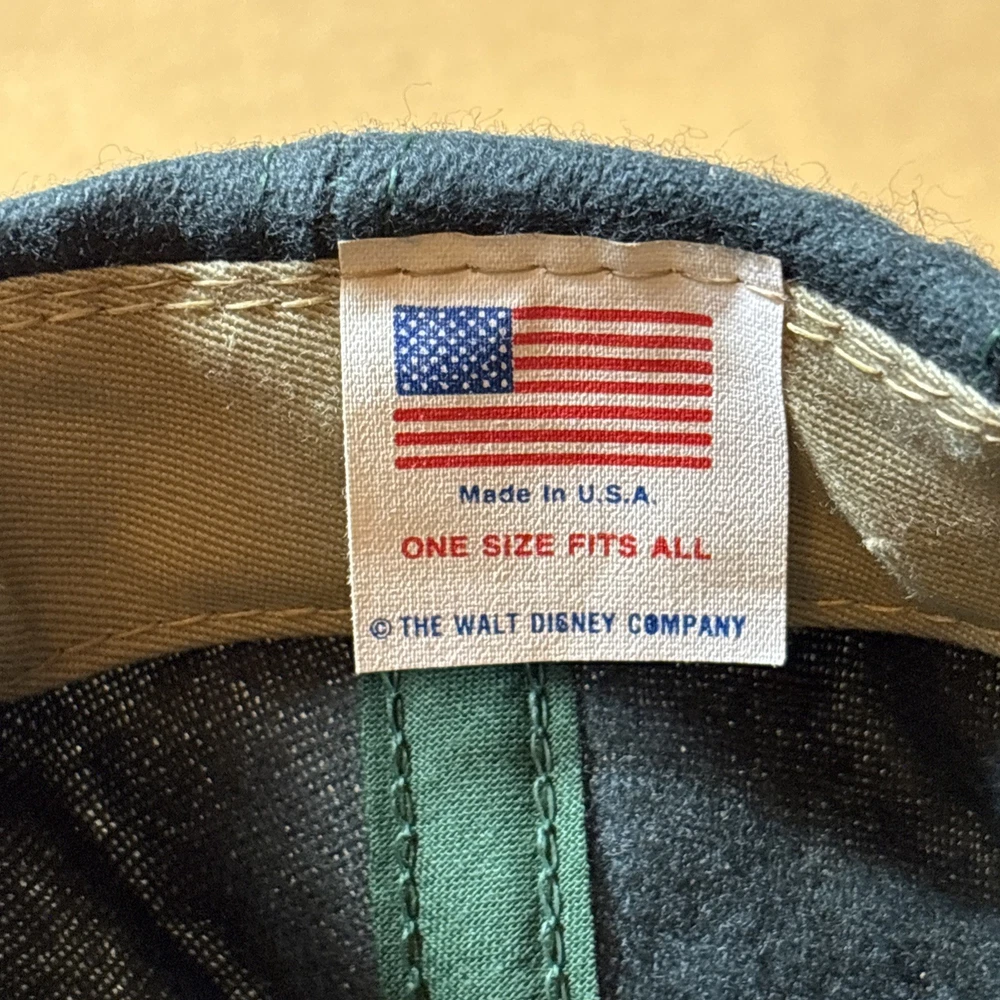 Made In U.S.A
ONE SIZE FITS ALL
© THE WALT DISNEY COMPANY